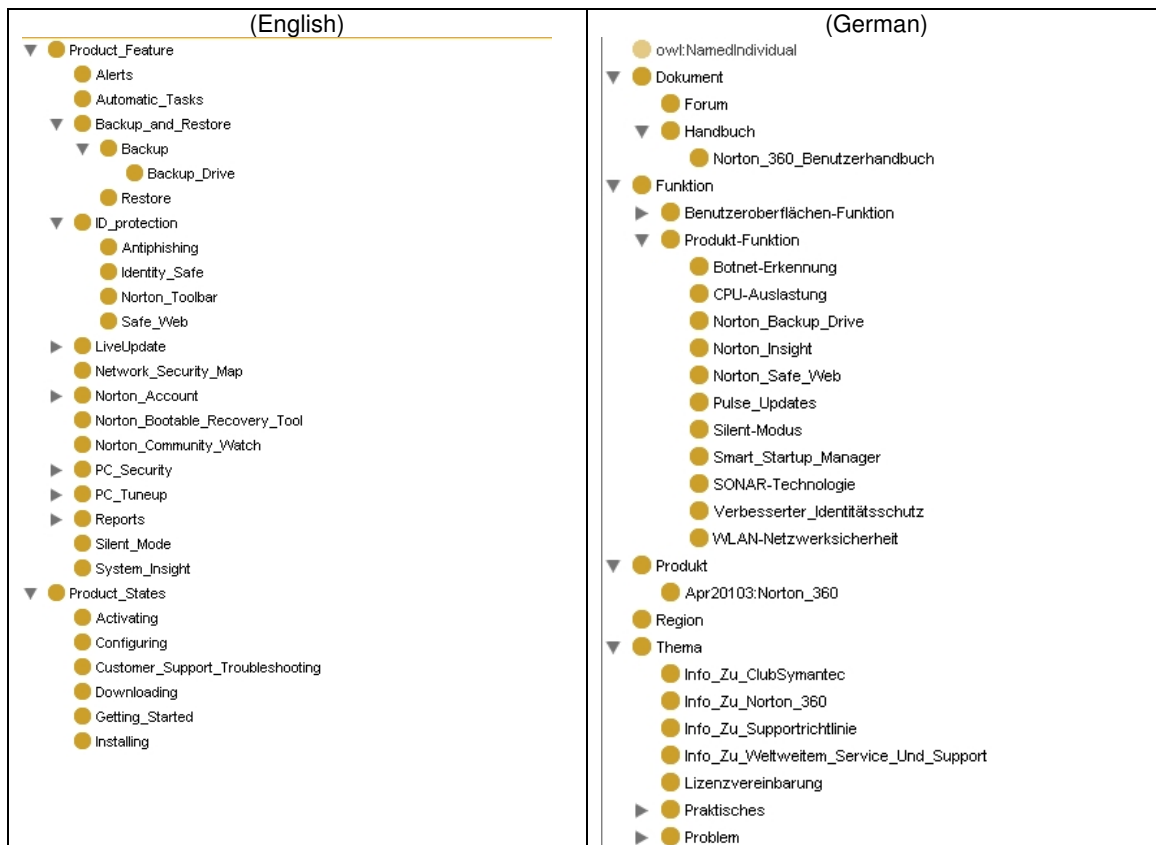 (English)
Product_Feature
Alerts
Automatic_Tasks
Backup_and_Restore
Backup
Backup_Drive
Restore
ID_protection
Antiphishing
Identity_Safe
Norton_Toolbar
Safe_Web
LiveUpdate
Network_Security_Map
Norton_Account
Norton_Bootable_Recovery_Tool
Norton_Community_Watch
PC_Security
PC_Tuneup
Reports
Silent_Mode
System_Insight
Product_States
Activating
Configuring
Customer_Support_Troubleshooting
Downloading
Getting_Started
Installing
(German)
owl:NamedIndividual
Dokument
Forum
Handbuch
Norton_360_Benutzerhandbuch
Funktion
Benutzeroberflächen-Funktion
Produkt-Funktion
Botnet-Erkennung
CPU-Auslastung
Norton_Backup_Drive
Norton_Insight
Norton_Safe_Web
Pulse_Updates
Silent-Modus
Smart_Startup_Manager
SONAR-Technologie
Verbesserter_Identitätsschutz
WLAN-Netzwerksicherheit
Produkt
Apr20103:Norton_360
Region
Thema
Info_Zu_ClubSymantec
Info_Zu_Norton_360
Info_Zu_Supportrichtlinie
Info_Zu_Weltweitem_Service_Und_Support
Lizenzvereinbarung
Praktisches
Problem